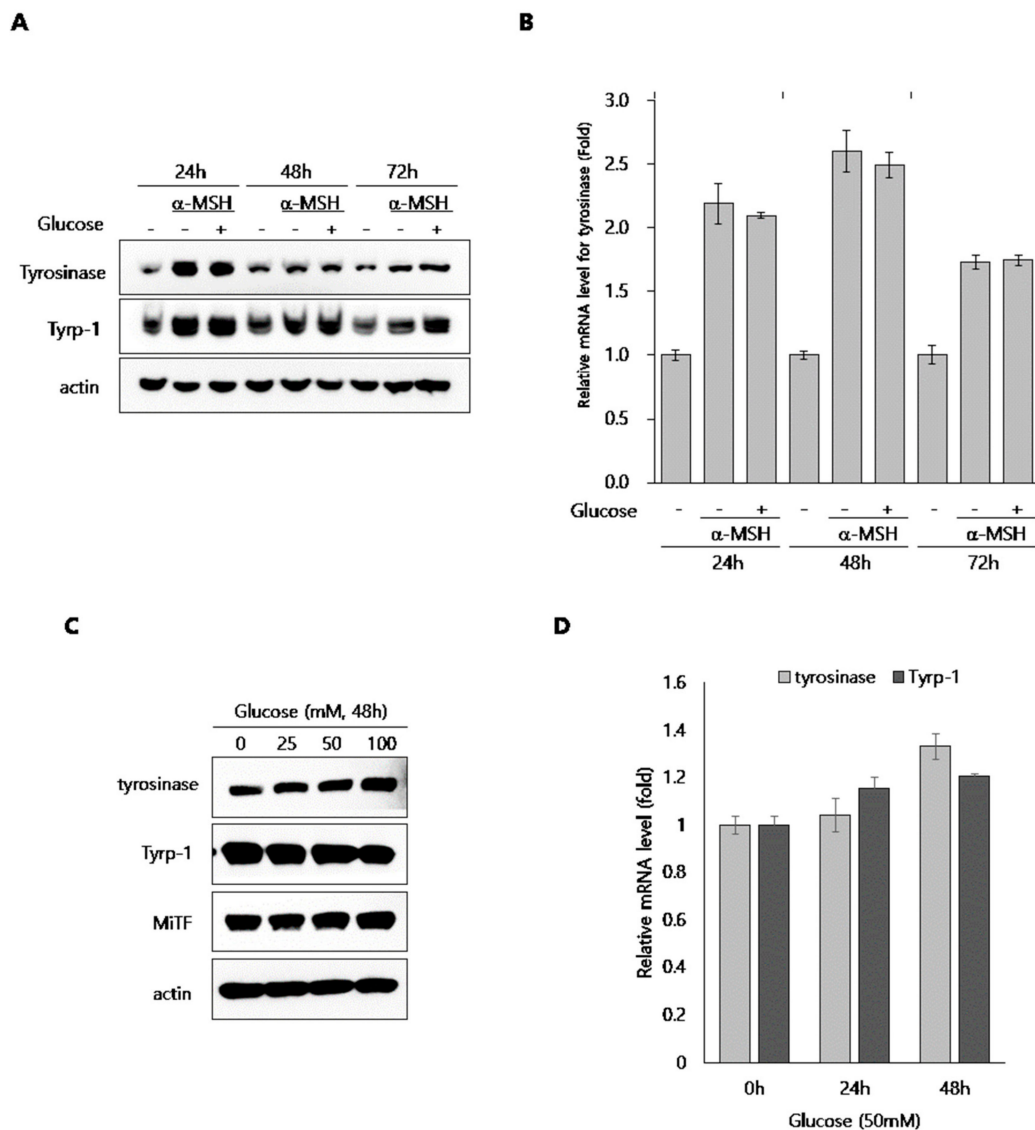 A
24h 48h 72h
α-MSH α-MSH α-MSH
Glucose - - + - - + - - +
Tyrosinase
Tyrp-1
actin
B
Relative mRNA level for tyrosinase (Fold)
3.0
2.5
2.0
1.5
1.0
0.5
0.0
Glucose - - + - - + - - +
α-MSH α-MSH α-MSH
24h 48h 72h
C
Glucose (mM, 48h)
0 25 50 100
tyrosinase
Tyrp-1
MiTF
actin
D
tyrosinase Tyrp-1
Relative mRNA level (fold)
1.6
1.4
1.2
1
0.8
0.6
0.4
0.2
0
0h 24h 48h
Glucose (50mM)